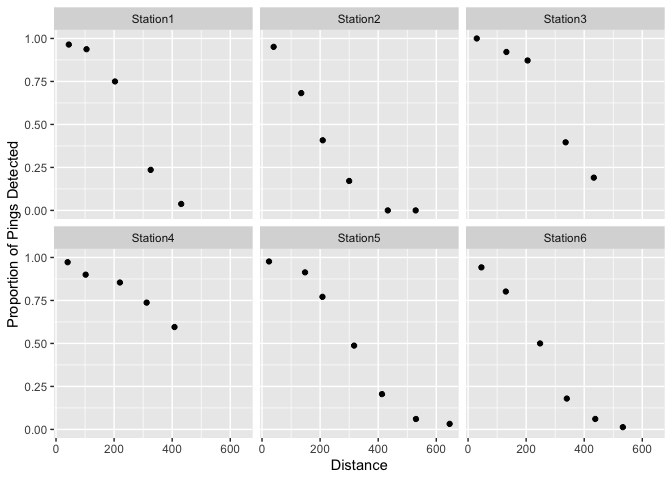 Station1 Station2 Station3
1.00
0.75
0.50
0.25
0.00
Proportion of Pings Detected
Station4 Station5 Station6
1.00
0.75
0.50
0.25
0.00
0 200 400 600 0 200 400 600 0 200 400 600
Distance